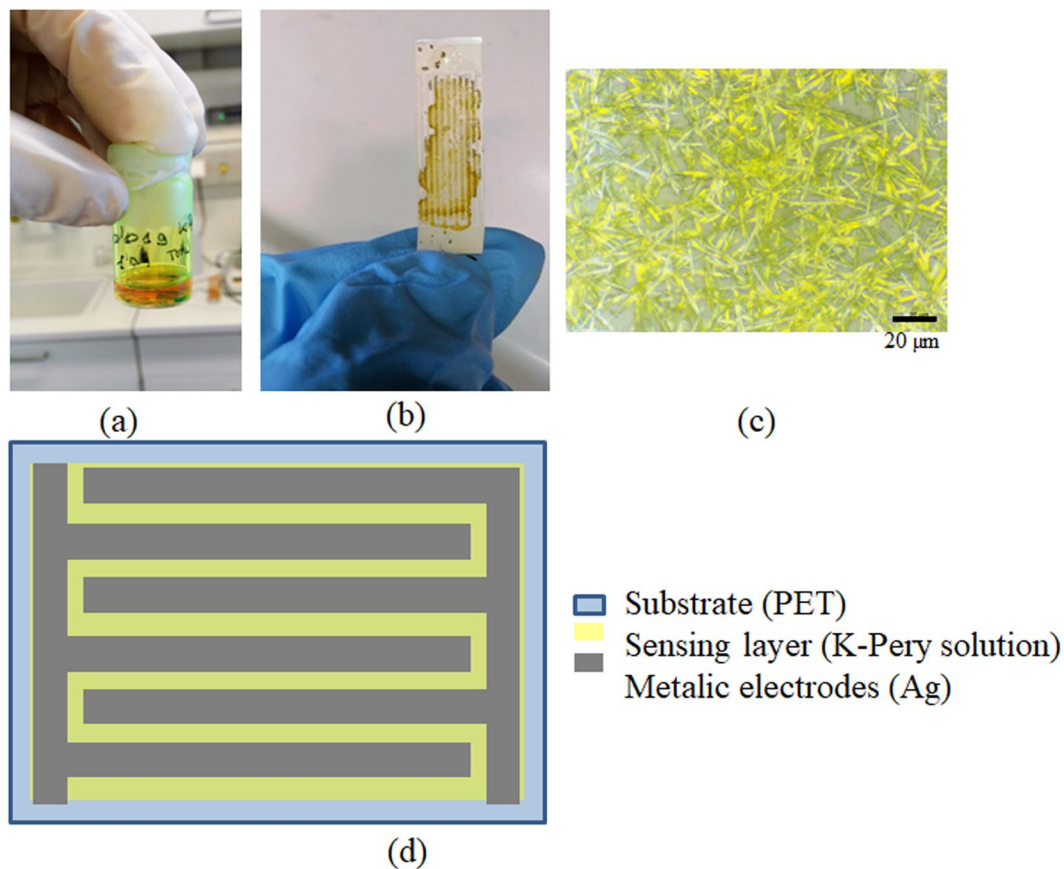 20 μm
(a)
(b)
(c)
Substrate (PET)
Sensing layer (K-Pery solution)
Metalic electrodes (Ag)
(d)